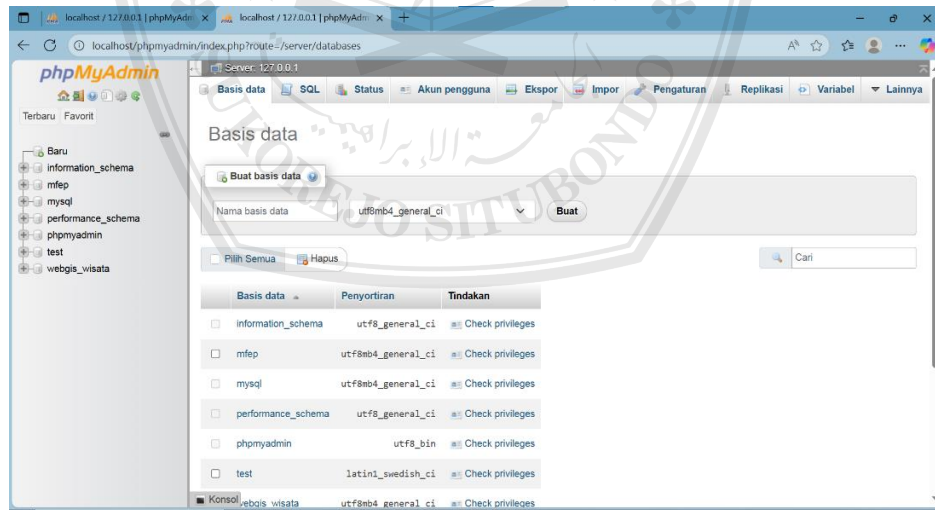 localhost / 127.0.0.1 | phpMyAdm
localhost / 127.0.0.1 | phpMyAdm
localhost/phpmyadmin/index.php?route=/server/databases
phpMyAdmin
Terbaru Favorit
Baru
information_schema
mfep
mysql
performance_schema
phpmyadmin
test
webgis_wisata
Server: 127.0.0.1
Basis data SQL Status Akun pengguna Ekspor Impor Pengaturan Replikasi Variabel Lainnya
Basis data
Buat basis data
Nama basis data utf8mb4_general_ci Buat
Pilih Semua Hapus Cari
Basis data Penyortiran Tindakan
information_schema utf8_general_ci Check privileges
mfep utf8mb4_general_ci Check privileges
mysql utf8mb4_general_ci Check privileges
performance_schema utf8_general_ci Check privileges
phpmyadmin utf8_bin Check privileges
test latin1_swedish_ci Check privileges
webgis_wisata utf8mb4_general_ci Check privileges
Konsol
UKOREJO SITUBOND